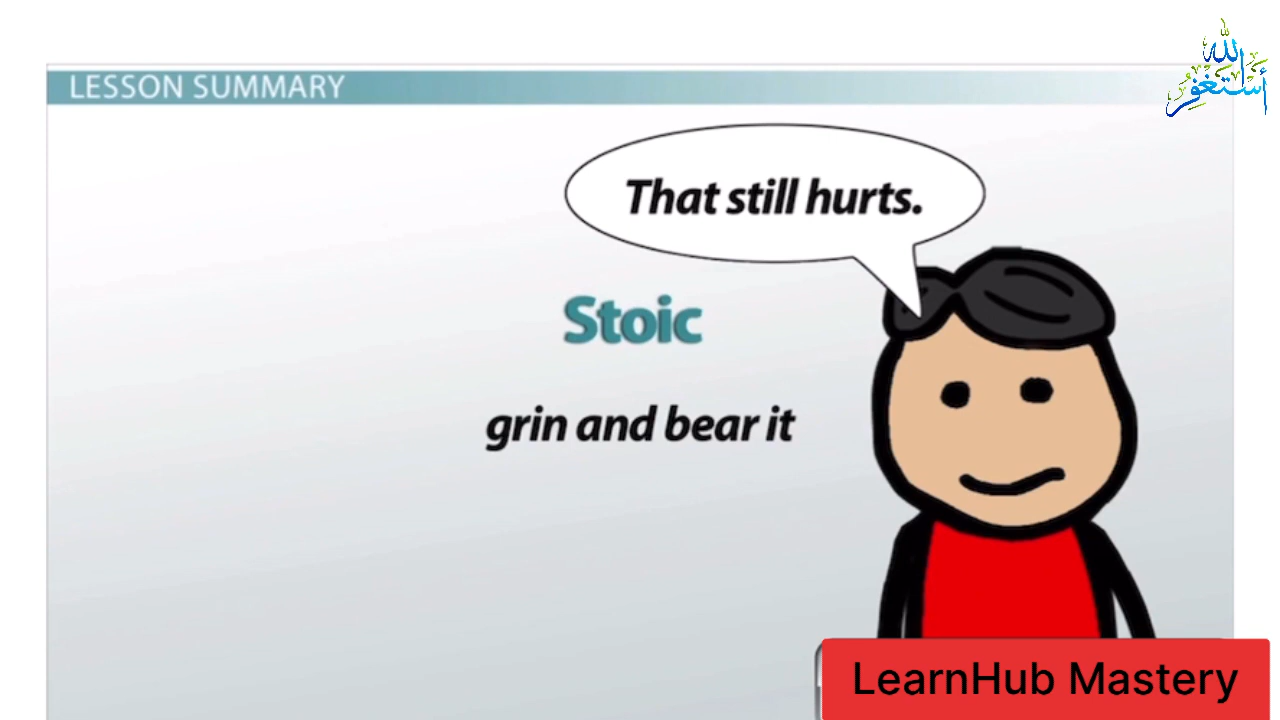 LESSON SUMMARY
أستغفر الله
That still hurts.
Stoic
grin and bear it
LearnHub Mastery